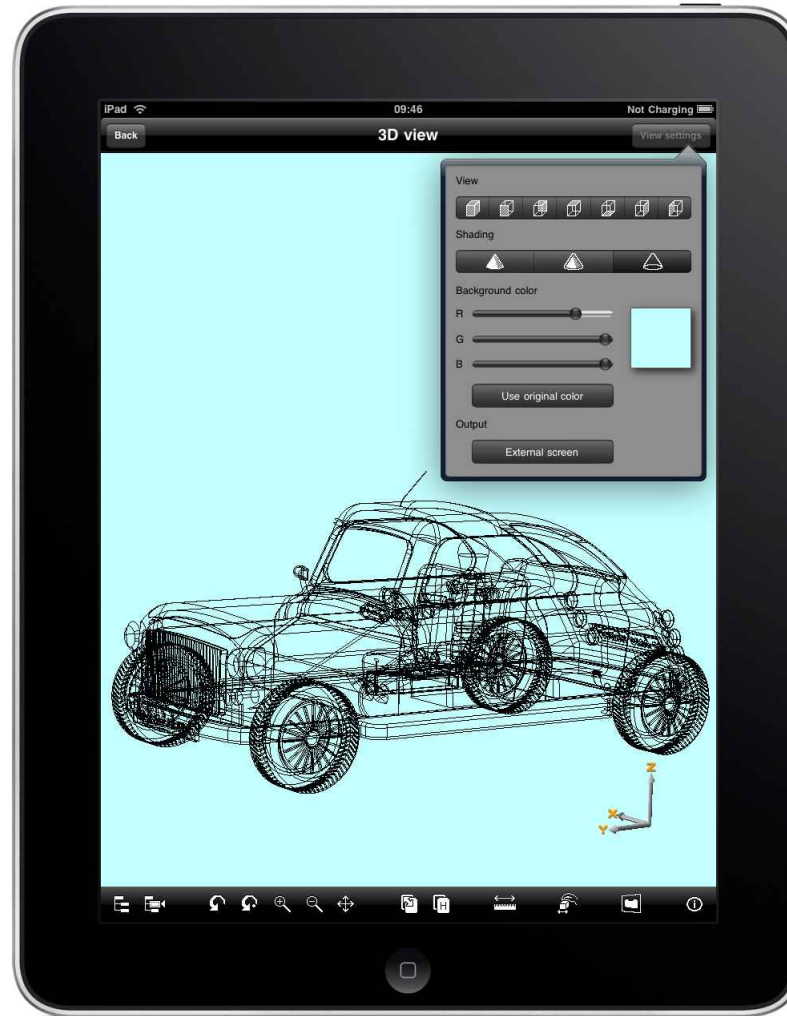 iPad 09:46 Not Charging
Back 3D view View settings
View
Shading
Background color
R
G
B
Use original color
Output
External screen
Z
X
Y
H